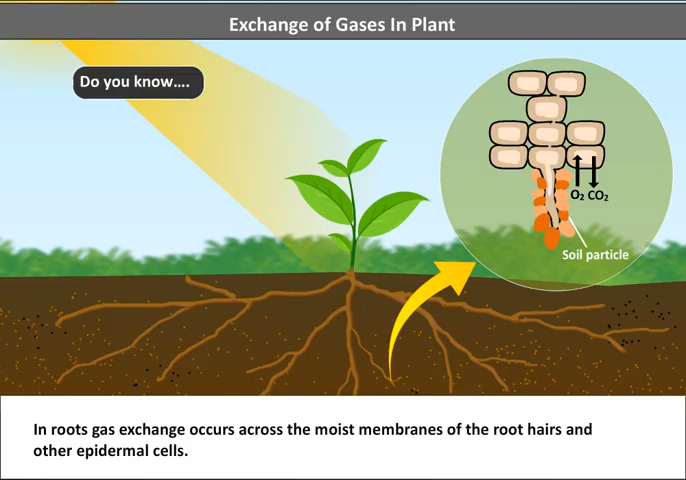 Exchange of Gases In Plant
Do you know....
O₂ CO₂
Soil particle
In roots gas exchange occurs across the moist membranes of the root hairs and
other epidermal cells.